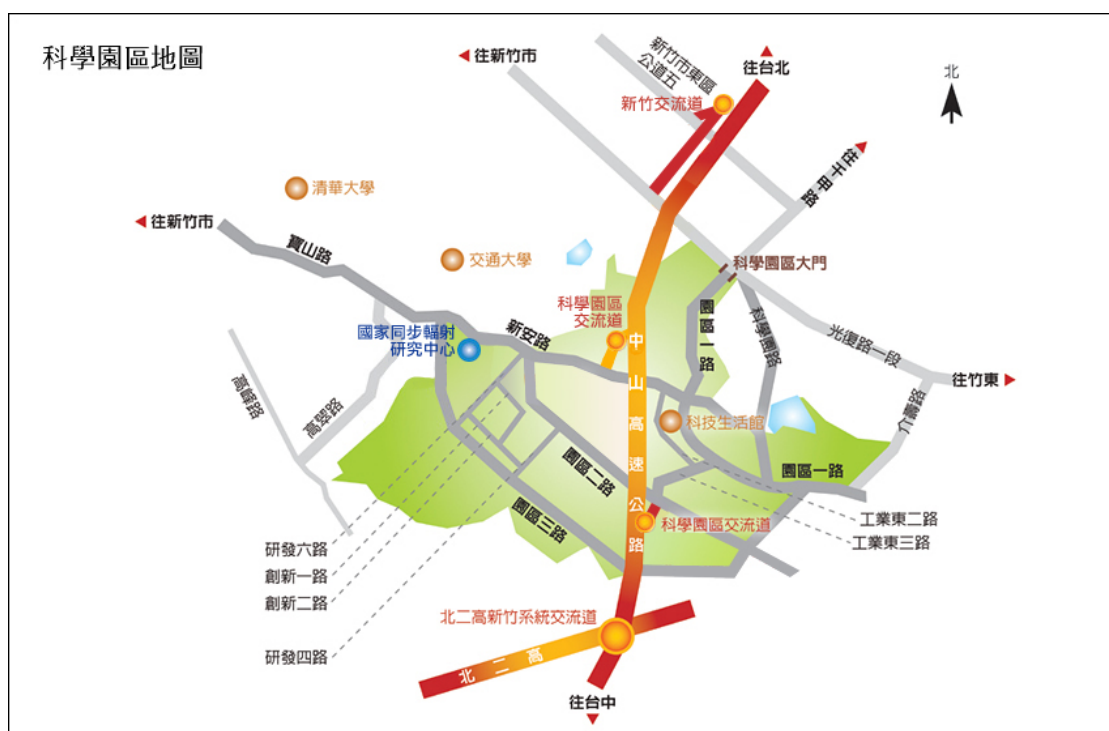 科學園區地圖
往新竹市
新竹市東區
公道五
往台北
北
新竹交流道
往千甲路
清華大學
往新竹市
寶山路
交通大學
科學園區大門
科學園區
交流道
園區一路
科學園路
國家同步輻射
研究中心
新安路
中山高速公路
光復路一段
往竹東
介壽路
高峰路
高翠路
科技生活館
園區二路
園區一路
園區三路
科學園區交流道
工業東二路
工業東三路
研發六路
創新一路
創新二路
研發四路
北二高新竹系統交流道
北二高
往台中